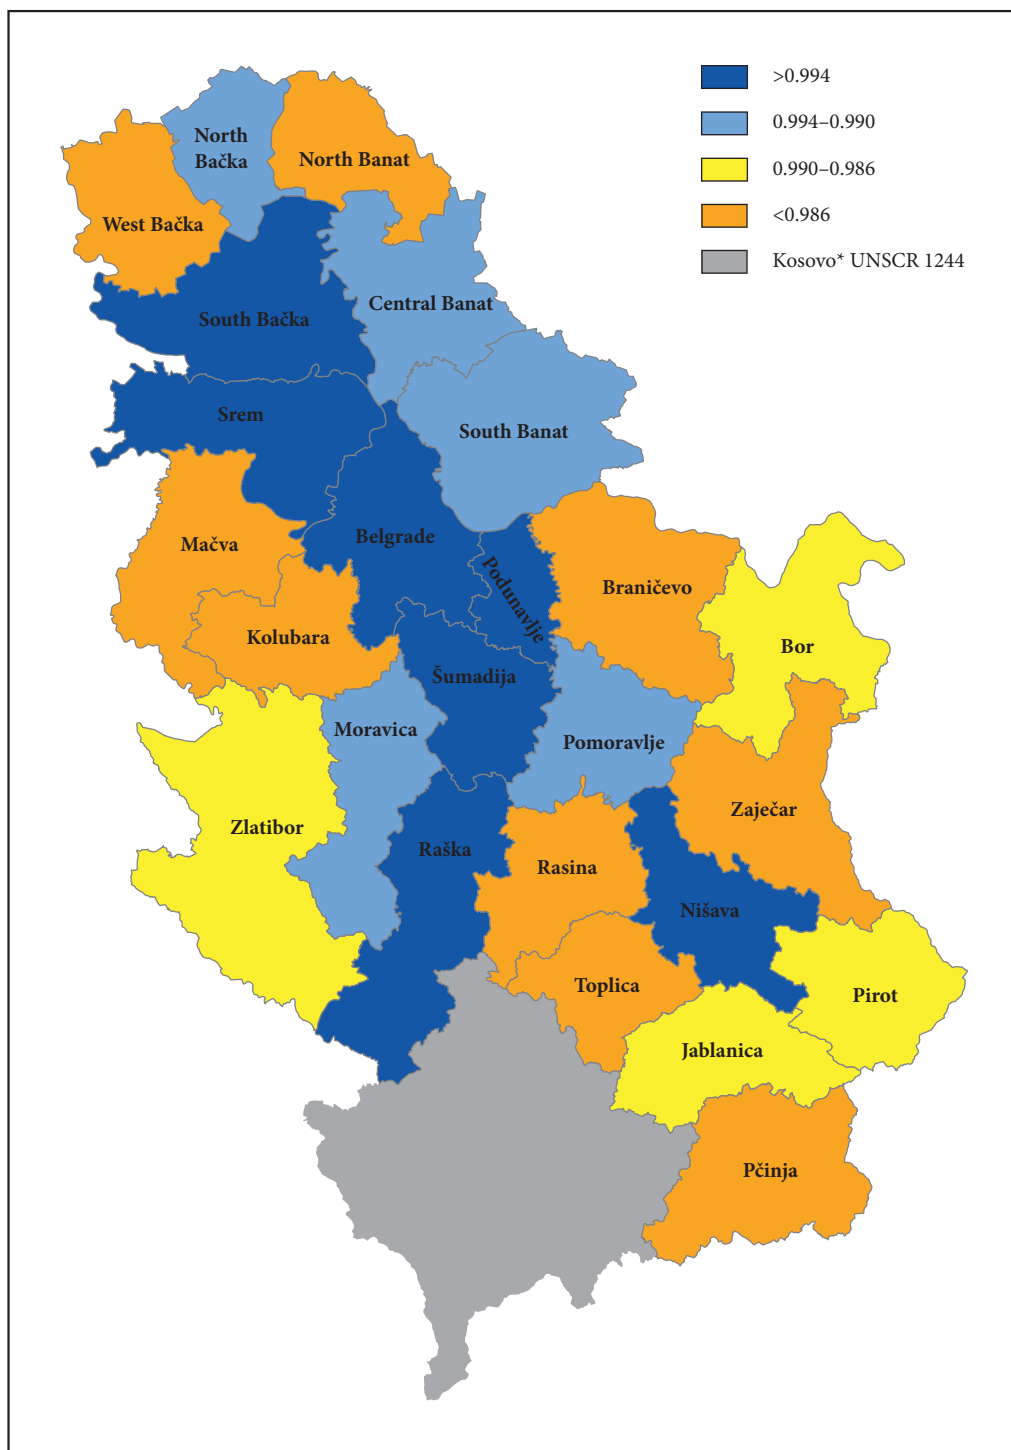 >0.994
0.994–0.990
0.990–0.986
<0.986
Kosovo* UNSCR 1244
North
Bačka
North Banat
West Bačka
Central Banat
South Bačka
Srem
South Banat
Belgrade
Mačva
Podunavlje
Braničevo
Kolubara
Bor
Šumadija
Moravica
Pomoravlje
Zaječar
Zlatibor
Raška
Rasina
Nišava
Toplica
Pirot
Jablanica
Pčinja